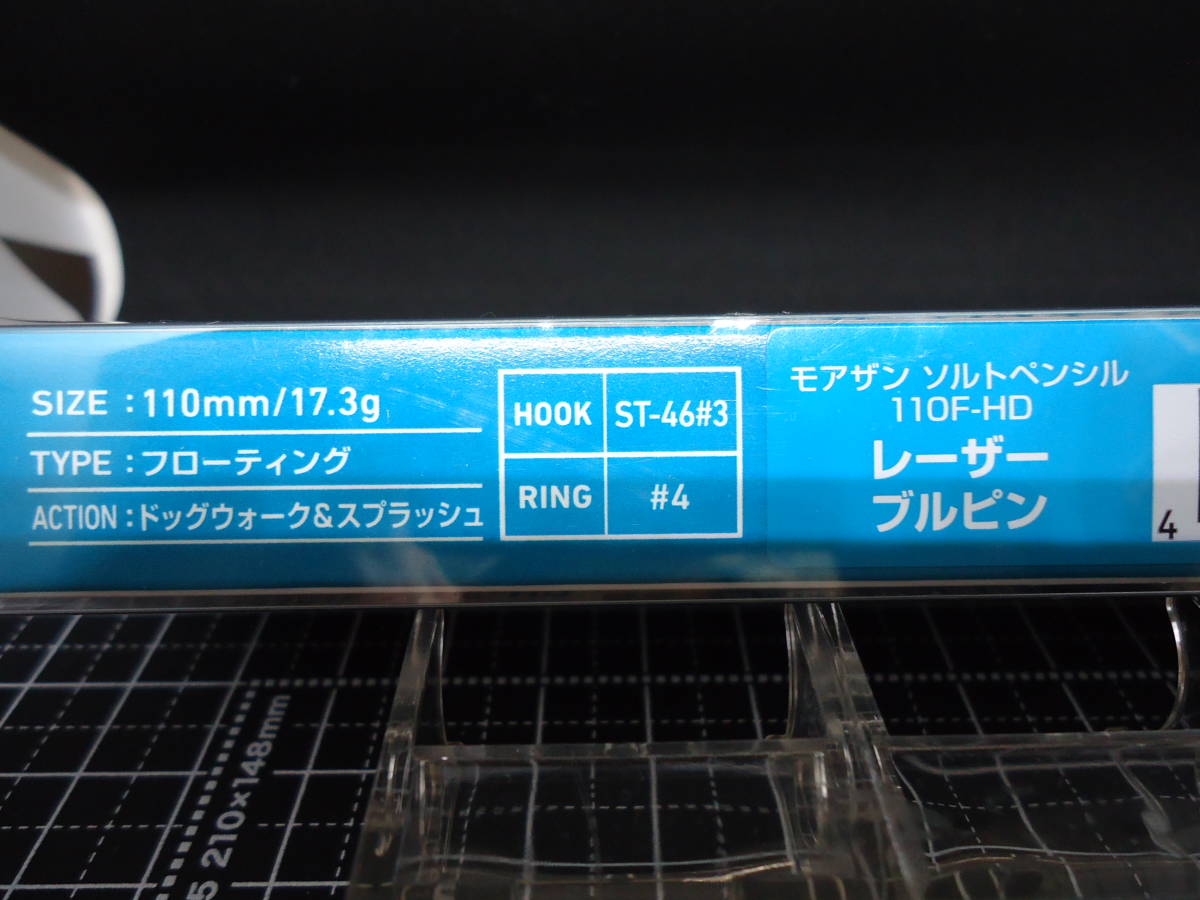 SIZE : 110mm/17.3g
TYPE : フローティング
ACTION : ドッグウォーク&スプラッシュ
HOOK ST-46#3
RING #4
モアザン ソルトペンシル
110F-HD
レーザー
ブルピン
4
5 210×148mm